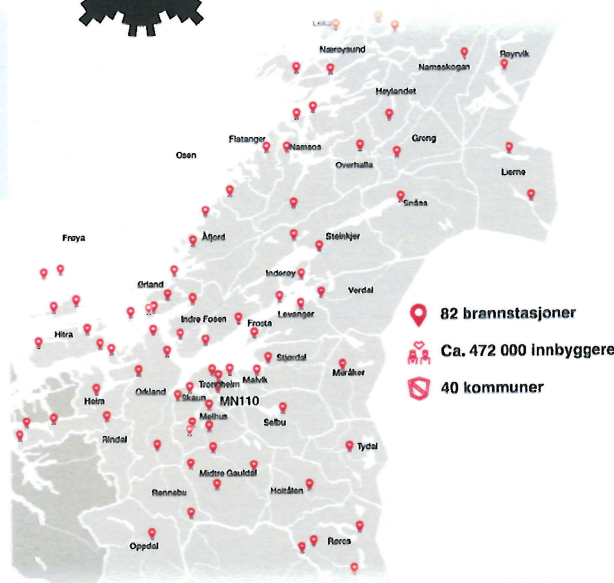 Leka
Nærøysund
Namsskogan
Røyrvik
Høylandet
Flatanger
Namsos
Grong
Osen
Overhalla
Lierne
Snåsa
Frøya
Åfjord
Steinkjer
Inderøy
Ørland
Verdal
Indre Fosen
Frosta
Levanger
Hitra
82 brannstasjoner
Ca. 472 000 innbyggere
40 kommuner
Stjørdal
Meråker
Heim
Orkland
Trondheim
Malvik
Skaun
MN110
Melhus
Selbu
Rindal
Tydal
Midtre Gauldal
Rennebu
Holtålen
Oppdal
Røros